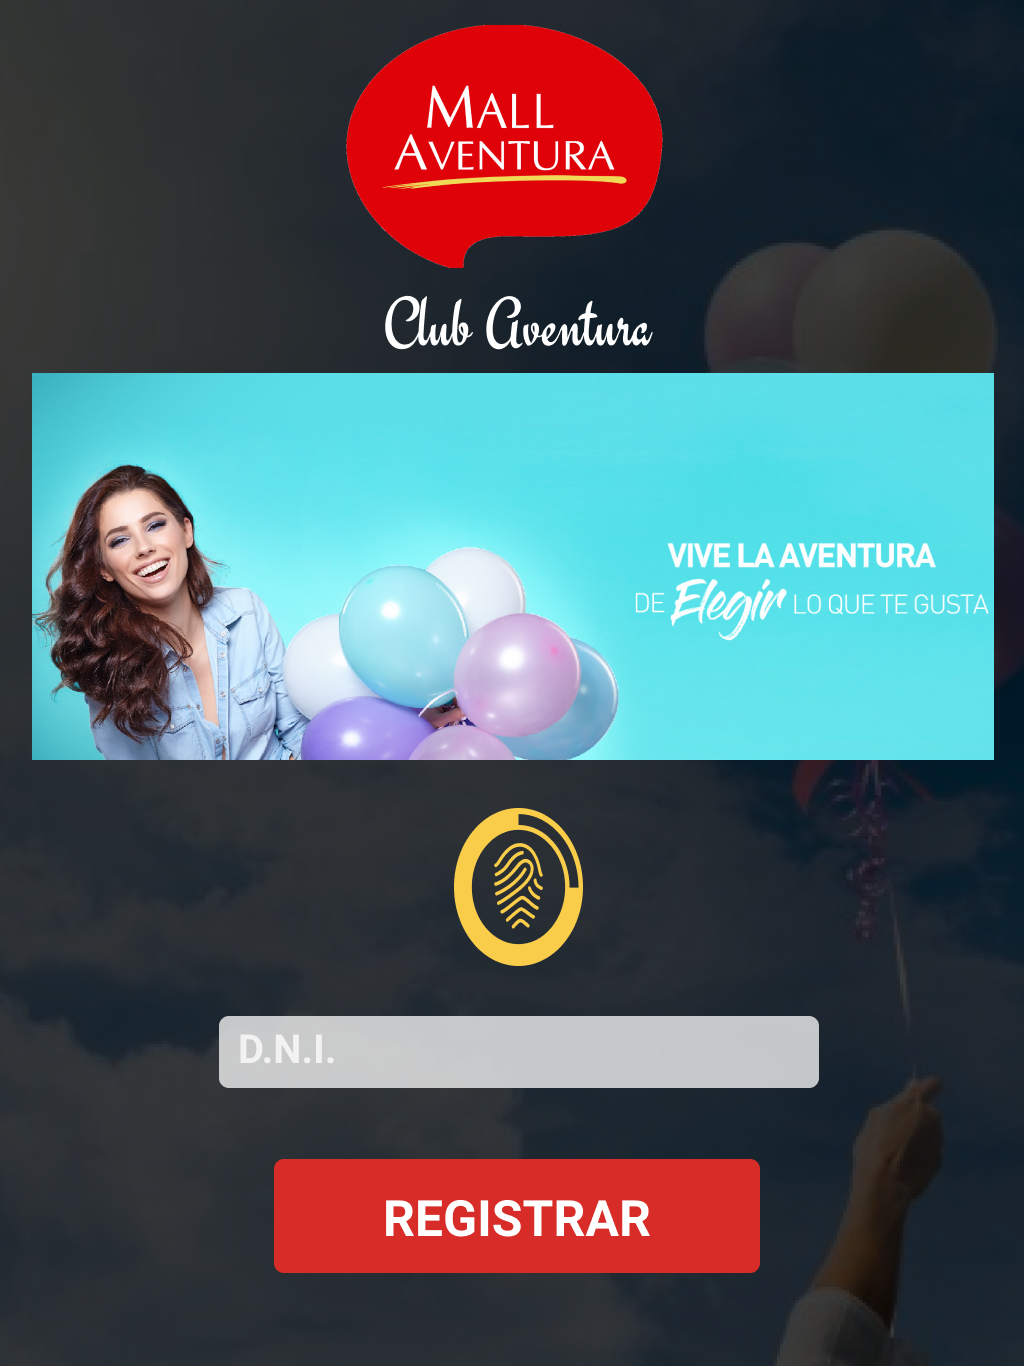 MALL
AVENTURA
Club Aventura
VIVE LA AVENTURA
DE Elegir LO QUE TE GUSTA
D.N.I.
REGISTRAR